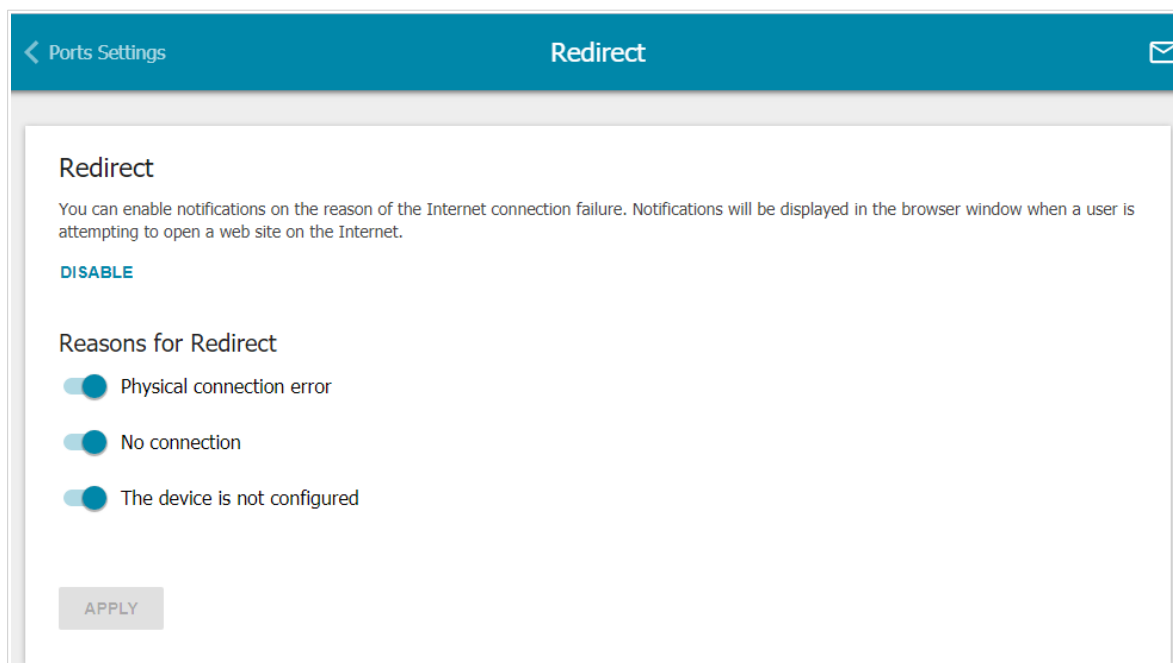 Ports Settings
Redirect
Redirect
You can enable notifications on the reason of the Internet connection failure. Notifications will be displayed in the browser window when a user is
attempting to open a web site on the Internet.
DISABLE
Reasons for Redirect
Physical connection error
No connection
The device is not configured
APPLY